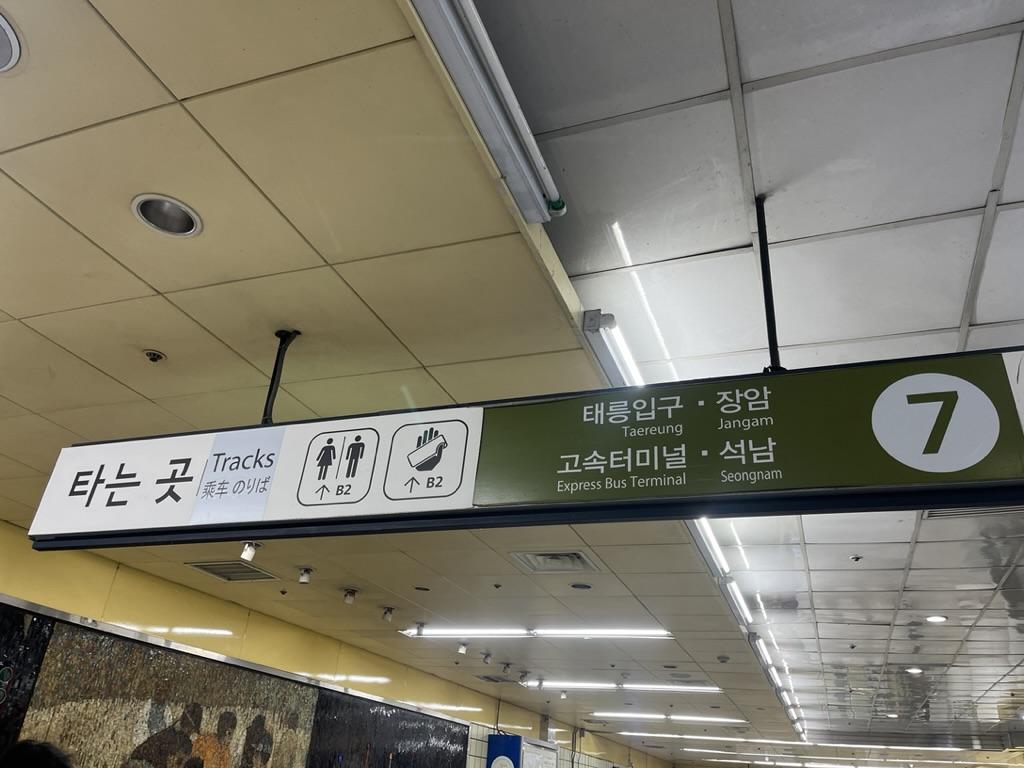 타는 곳
Tracks
乘车 のりば
↑ B2
↑ B2
태릉입구 · 장암
Taereung Jangam
고속터미널 · 석남
Express Bus Terminal Seongnam
7